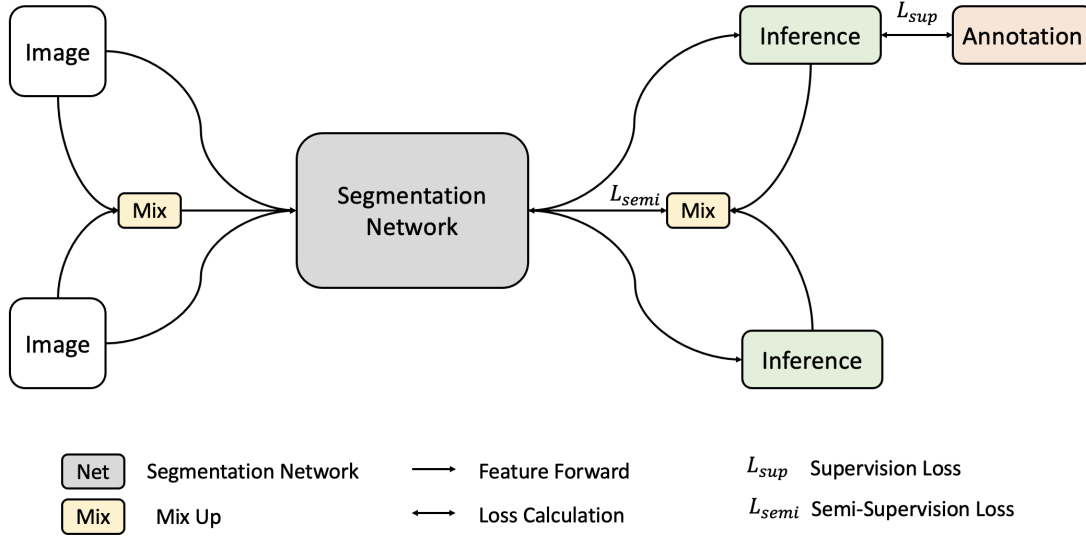 Image
Inference
L_sup
Annotation
Segmentation
Network
Mix
L_semi
Mix
Image
Inference
Net Segmentation Network
Feature Forward
L_sup Supervision Loss
Mix Mix Up
Loss Calculation
L_semi Semi-Supervision Loss